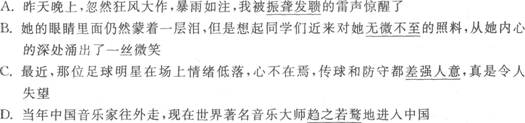 A. 昨天晚上,忽然狂风大作,暴雨如注,我被振聋发聩的雷声惊醒了
B. 她的眼睛里面仍然蒙着一层泪,但是想起同学们近来对她无微不至的照料,从她内心
的深处涌出了一丝微笑
C. 最近,那位足球明星在场上情绪低落,心不在焉,传球和防守都差强人意,真是令人
失望
D. 当年中国音乐家往外走,现在世界著名音乐大师趋之若鹜地进入中国